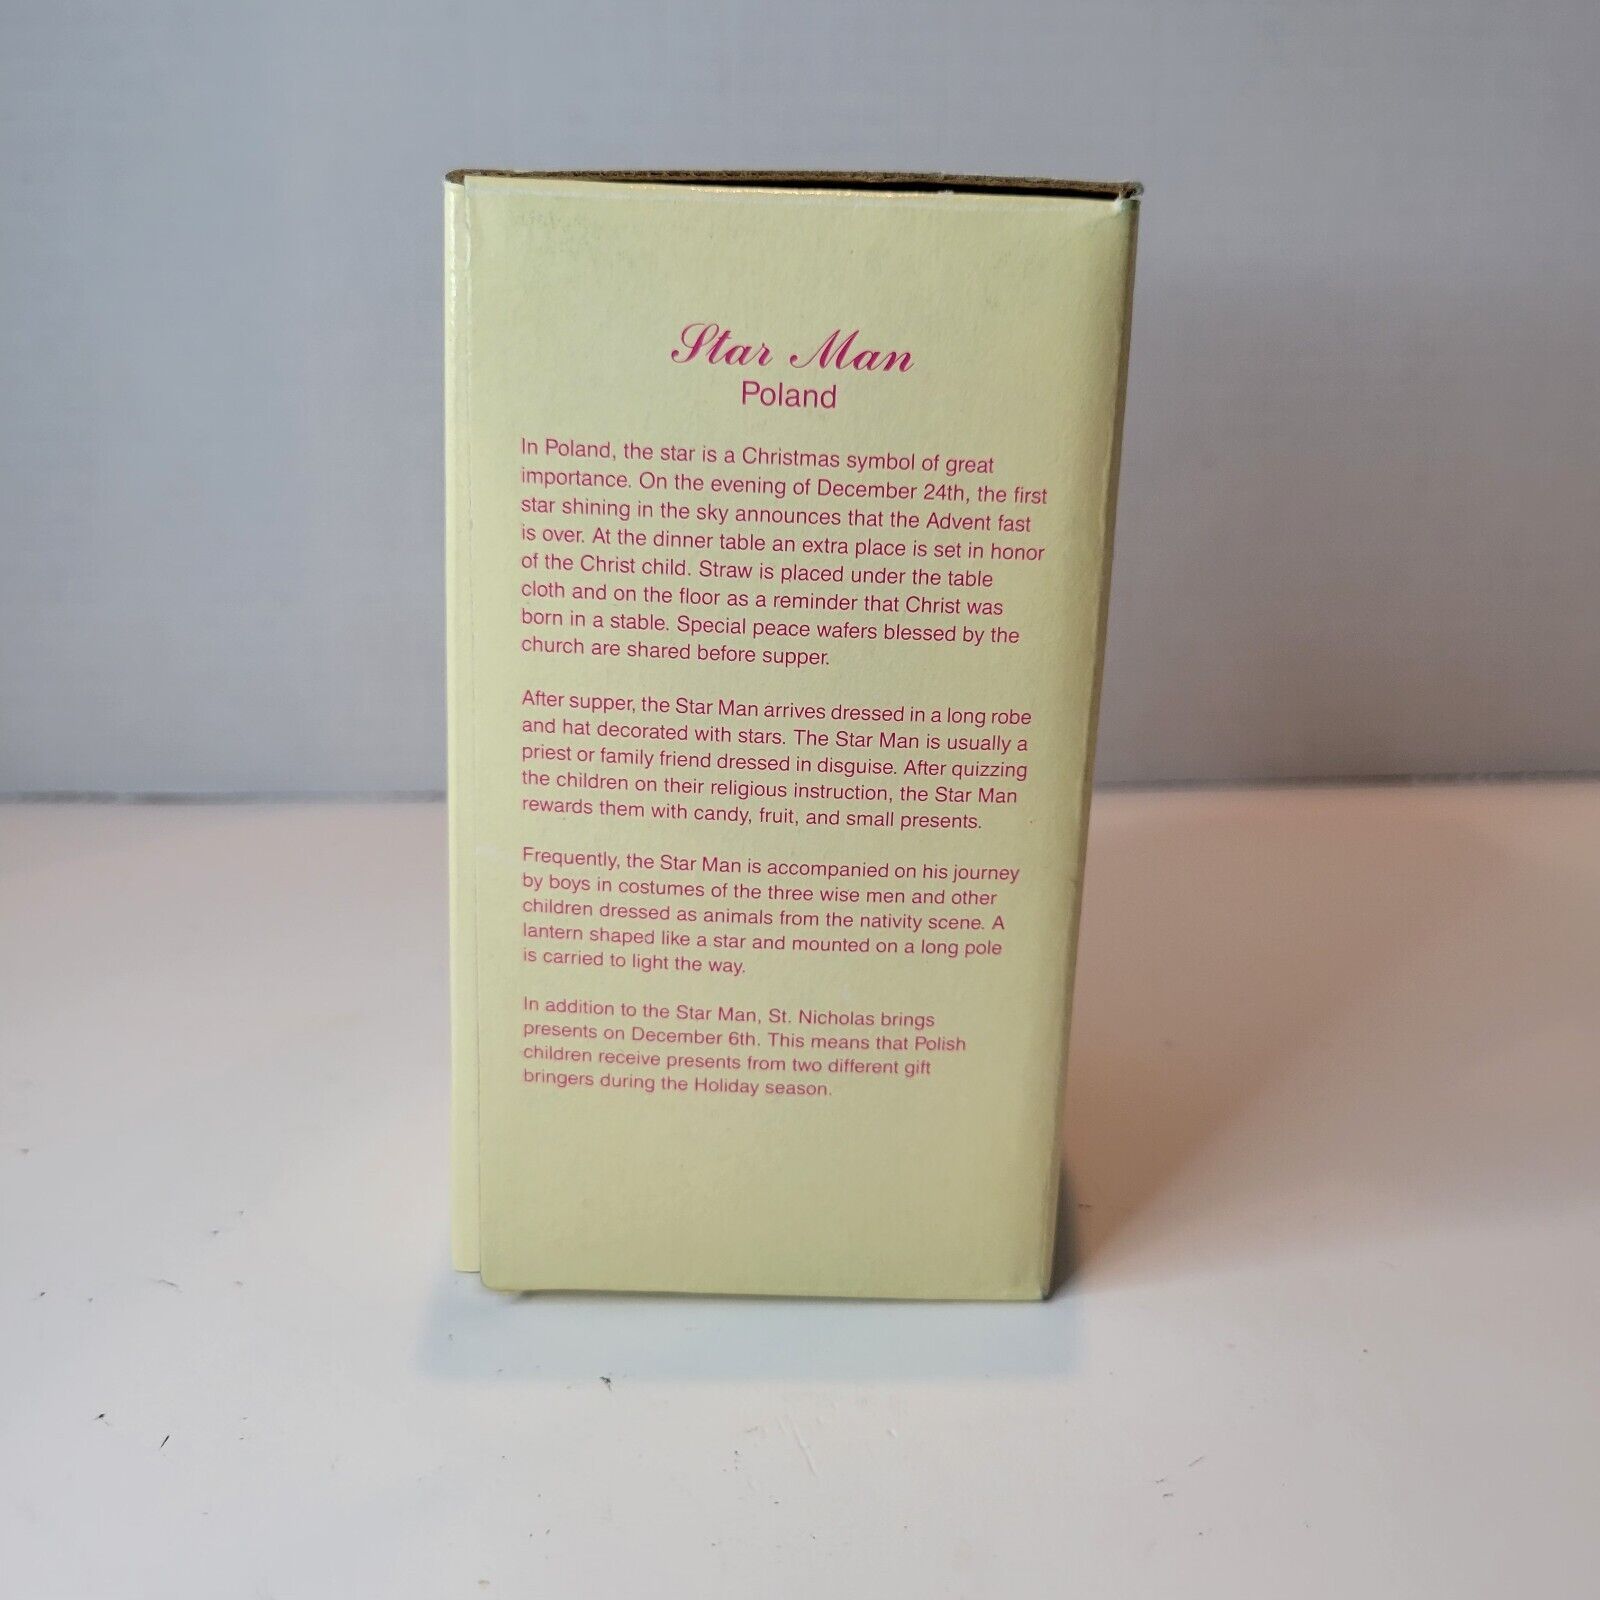 Star Man
Poland
In Poland, the star is a Christmas symbol of great
importance. On the evening of December 24th, the first
star shining in the sky announces that the Advent fast
is over. At the dinner table an extra place is set in honor
of the Christ child. Straw is placed under the table
cloth and on the floor as a reminder that Christ was
born in a stable. Special peace wafers blessed by the
church are shared before supper.
After supper, the Star Man arrives dressed in a long robe
and hat decorated with stars. The Star Man is usually a
priest or family friend dressed in disguise. After quizzing
the children on their religious instruction, the Star Man
rewards them with candy, fruit, and small presents.
Frequently, the Star Man is accompanied on his journey
by boys in costumes of the three wise men and other
children dressed as animals from the nativity scene. A
lantern shaped like a star and mounted on a long pole
is carried to light the way.
In addition to the Star Man, St. Nicholas brings
presents on December 6th. This means that Polish
children receive presents from two different gift
bringers during the Holiday season.